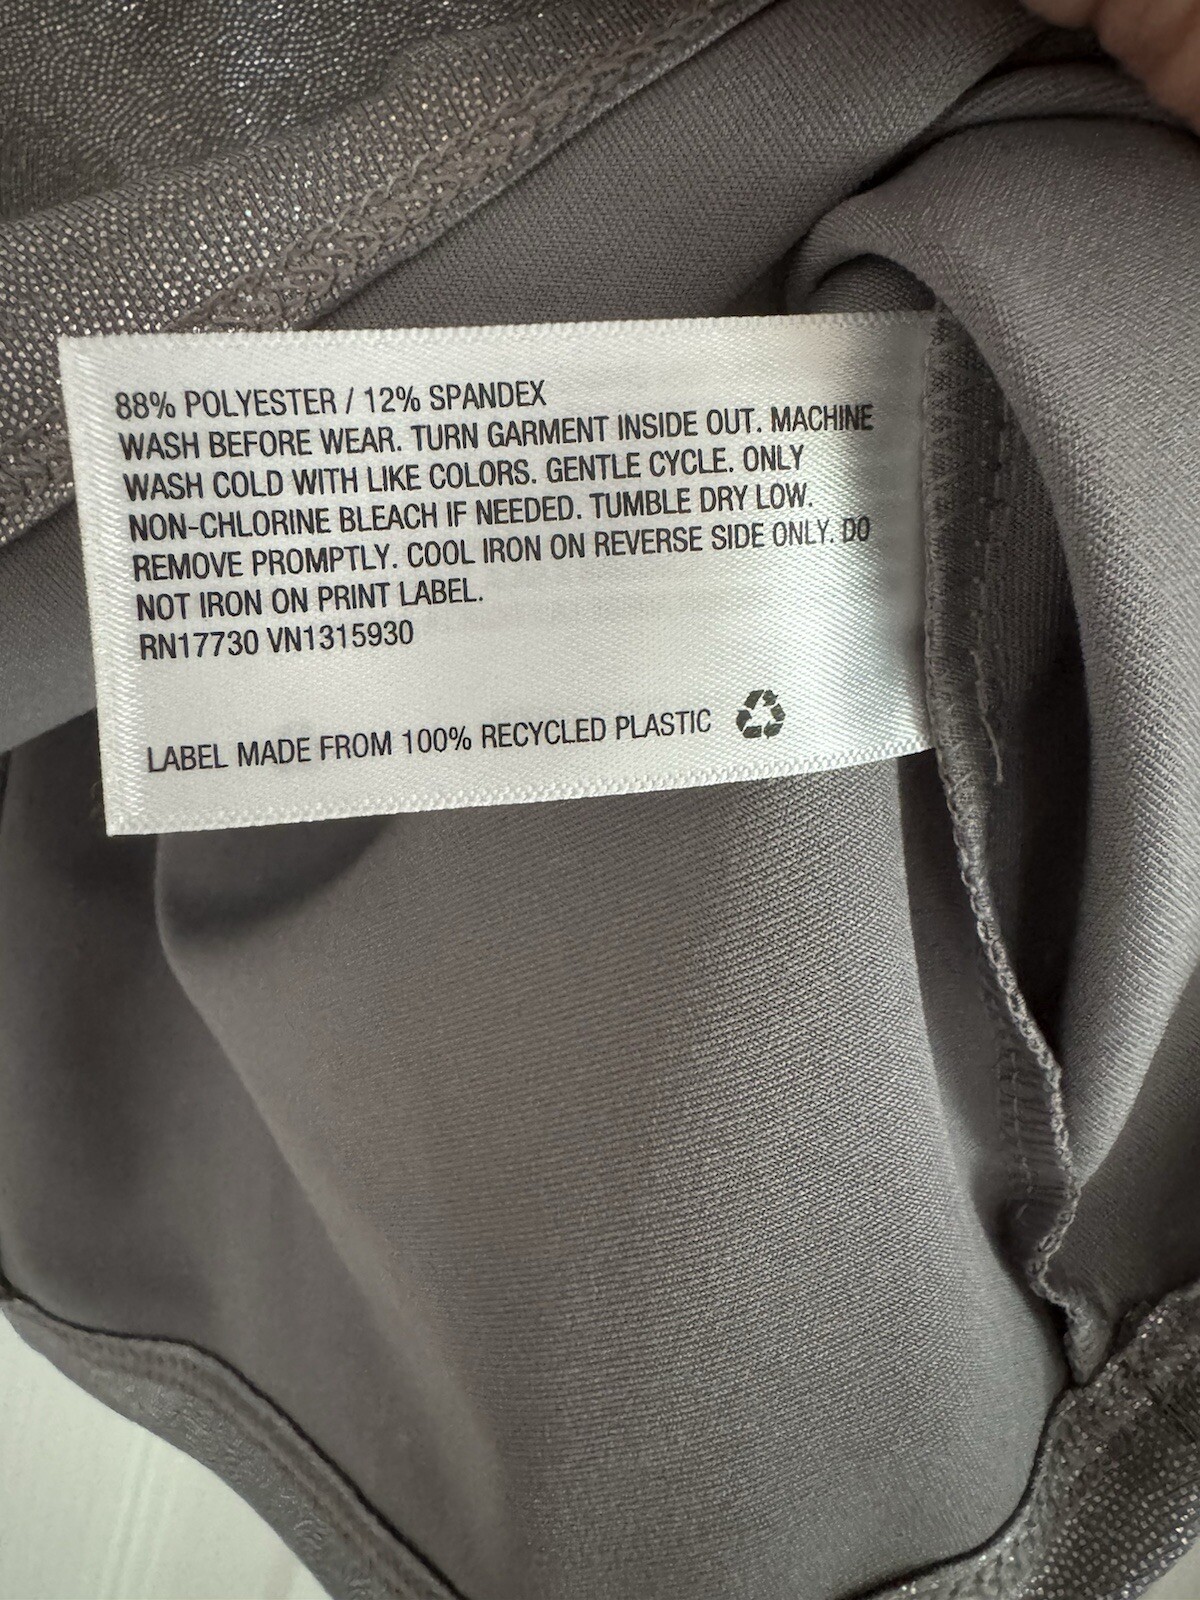 88% POLYESTER / 12% SPANDEX
WASH BEFORE WEAR. TURN GARMENT INSIDE OUT. MACHINE
WASH COLD WITH LIKE COLORS. GENTLE CYCLE. ONLY
NON-CHLORINE BLEACH IF NEEDED. TUMBLE DRY LOW.
REMOVE PROMPTLY. COOL IRON ON REVERSE SIDE ONLY. DO
NOT IRON ON PRINT LABEL.
RN17730 VN1315930
LABEL MADE FROM 100% RECYCLED PLASTIC